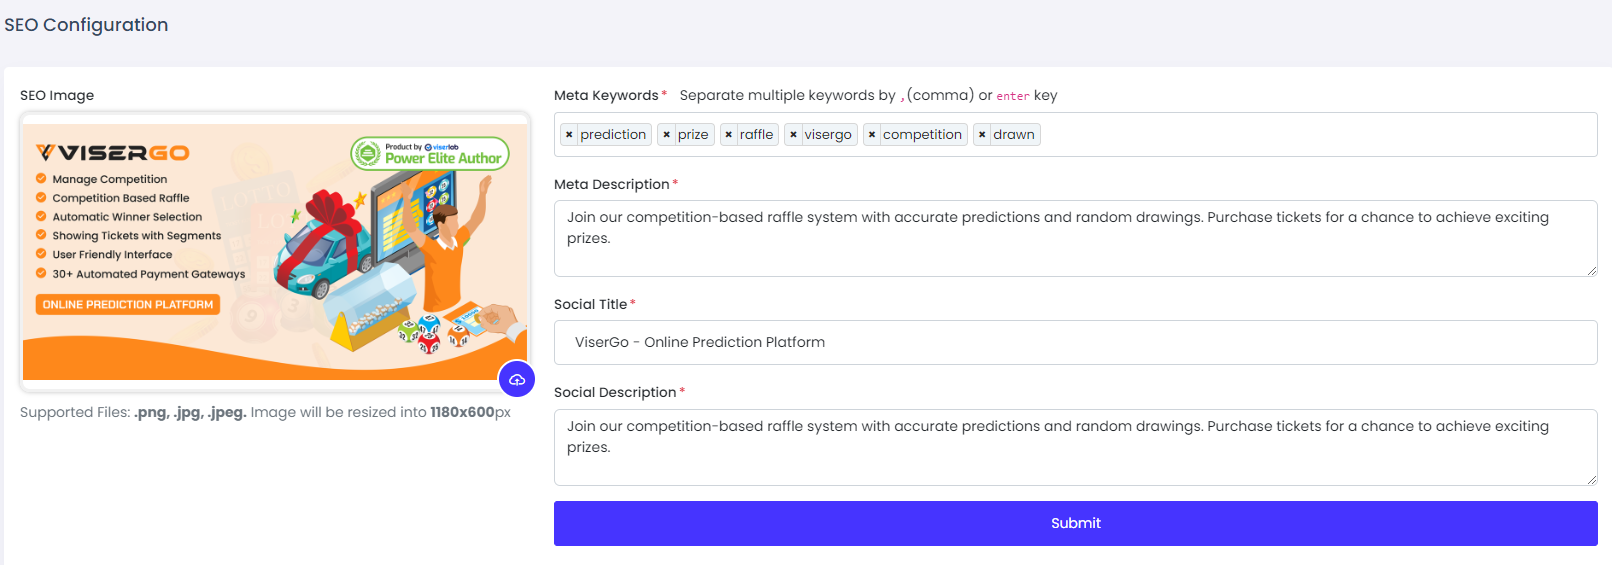 SEO Configuration
SEO Image
VISERGO
Product by viserlab
Power Elite Author
Manage Competition
Competition Based Raffle
Automatic Winner Selection
Showing Tickets with Segments
User Friendly Interface
30+ Automated Payment Gateways
ONLINE PREDICTION PLATFORM
Supported Files: .png, .jpg, .jpeg. Image will be resized into 1180x600px
Meta Keywords* Separate multiple keywords by ,(comma) or enter key
× prediction × prize × raffle × visergo × competition × drawn
Meta Description*
Join our competition-based raffle system with accurate predictions and random drawings. Purchase tickets for a chance to achieve exciting
prizes.
Social Title*
ViserGo - Online Prediction Platform
Social Description*
Join our competition-based raffle system with accurate predictions and random drawings. Purchase tickets for a chance to achieve exciting
prizes.
Submit